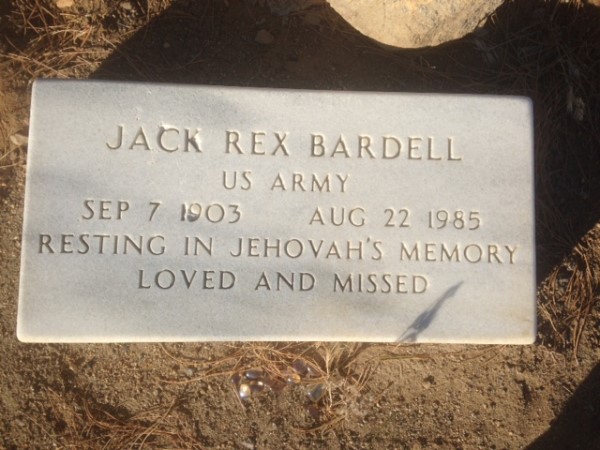 JACK REX BARDELL
US ARMY
SEP 7 1903 AUG 22 1985
RESTING IN JEHOVAH'S MEMORY
LOVED AND MISSED